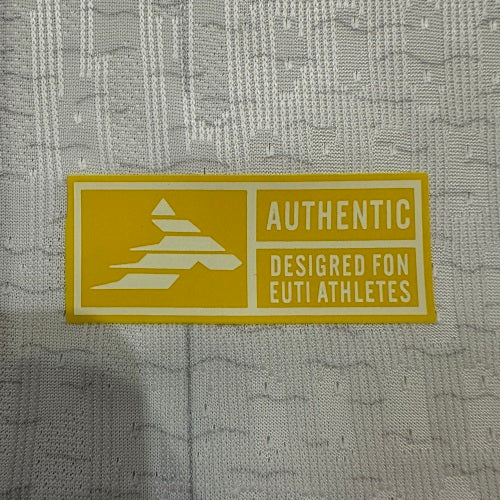 AUTHENTIC
DESIGRED FON
EUTI ATHLETES